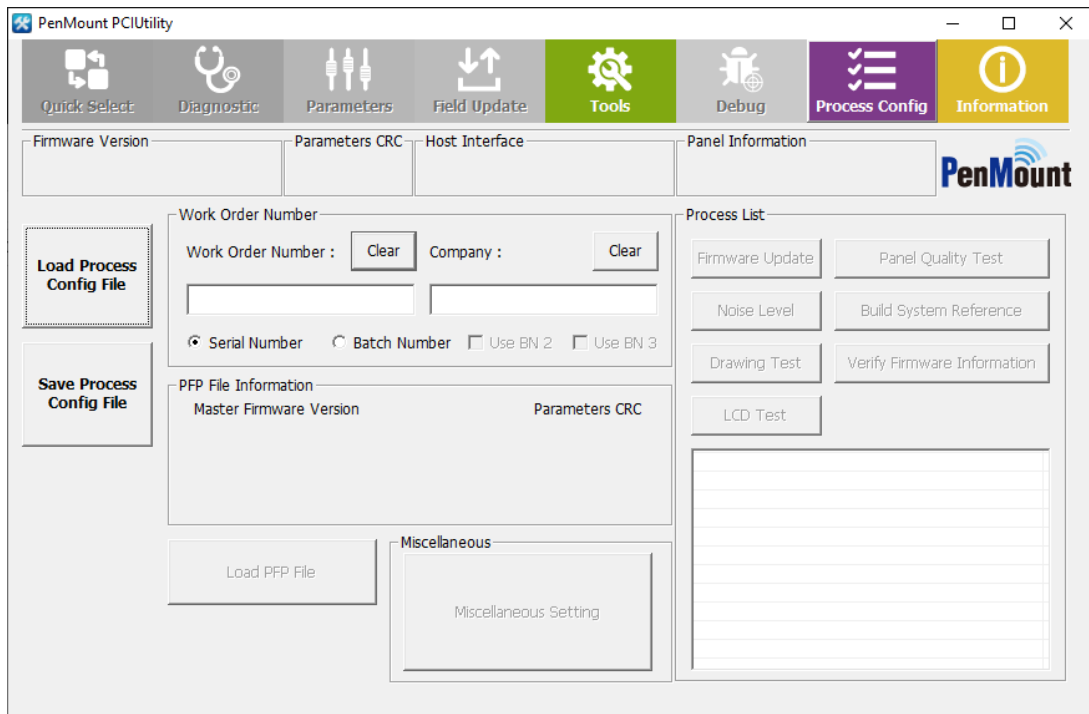 PenMount PCIUtility
Quick Select
Diagnostic
Parameters
Field Update
Tools
Debug
Process Config
Information
Firmware Version
Parameters CRC
Host Interface
Panel Information
PenMount
Load Process
Config File
Save Process
Config File
Work Order Number
Work Order Number :
Clear
Company :
Clear
Serial Number
Batch Number
Use BN 2
Use BN 3
PFP File Information
Master Firmware Version
Parameters CRC
Load PFP File
Miscellaneous
Miscellaneous Setting
Process List
Firmware Update
Panel Quality Test
Noise Level
Build System Reference
Drawing Test
Verify Firmware Information
LCD Test